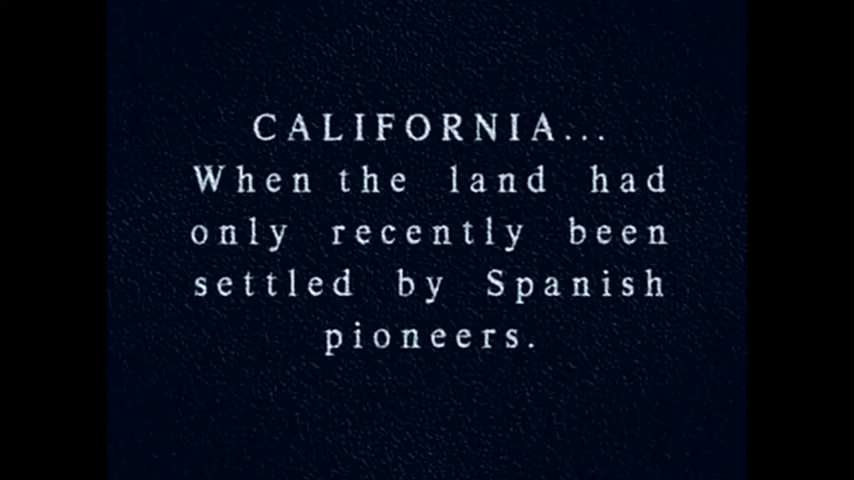 CALIFORNIA...
When the land had
only recently been
settled by Spanish
pioneers.